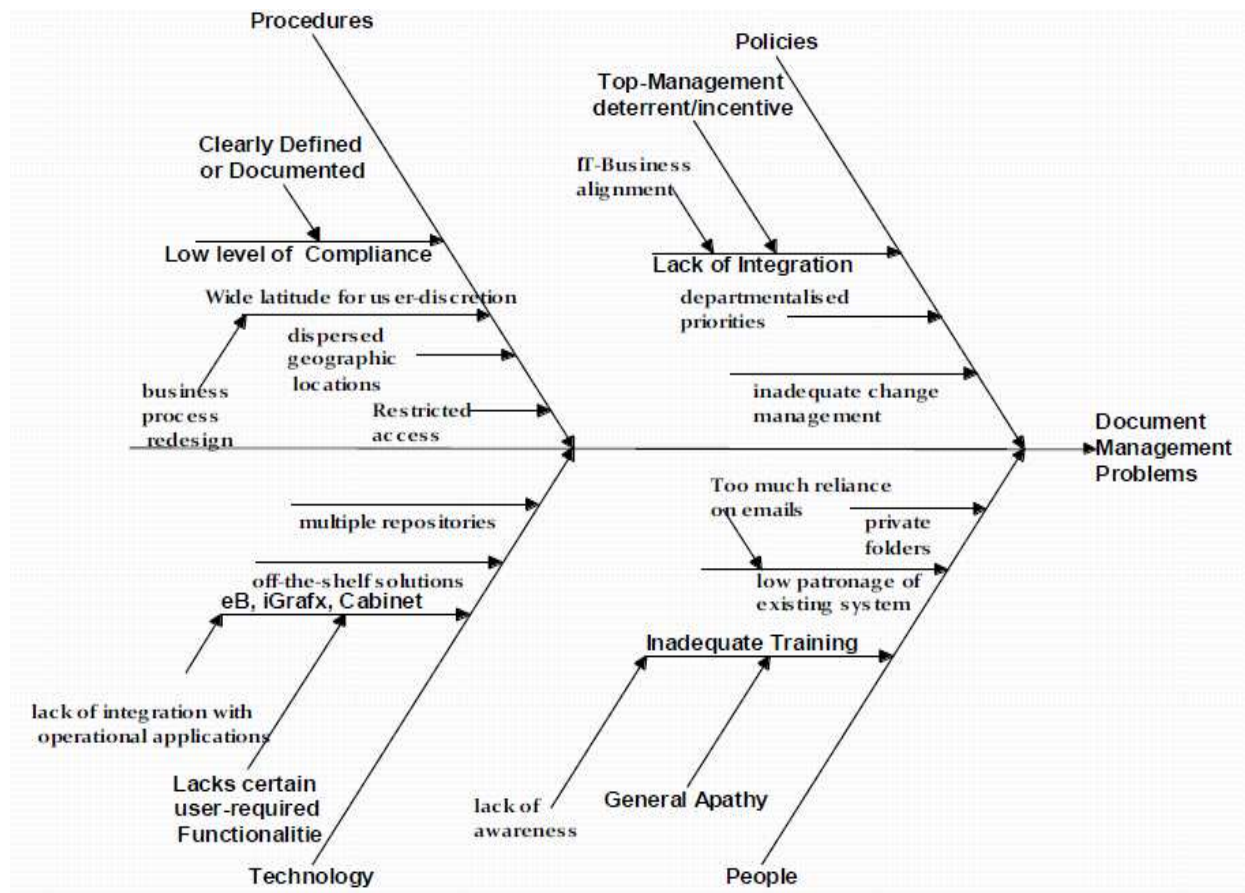 Procedures
Policies
Top-Management
deterrent/incentive
Clearly Defined
or Documented
IT-Business
alignment
Low level of Compliance
Lack of Integration
Wide latitude for user-discretion
departmentalised
priorities
dispersed
geographic
locations
business
process
redesign
Restricted
access
inadequate change
management
Document
Management
Problems
Too much reliance
on emails
multiple repositories
private
folders
off-the-shelf solutions
low patronage of
existing system
eB, iGrafx, Cabinet
Inadequate Training
lack of integration with
operational applications
Lacks certain
user-required
Functionalitie
General Apathy
lack of
awareness
Technology
People